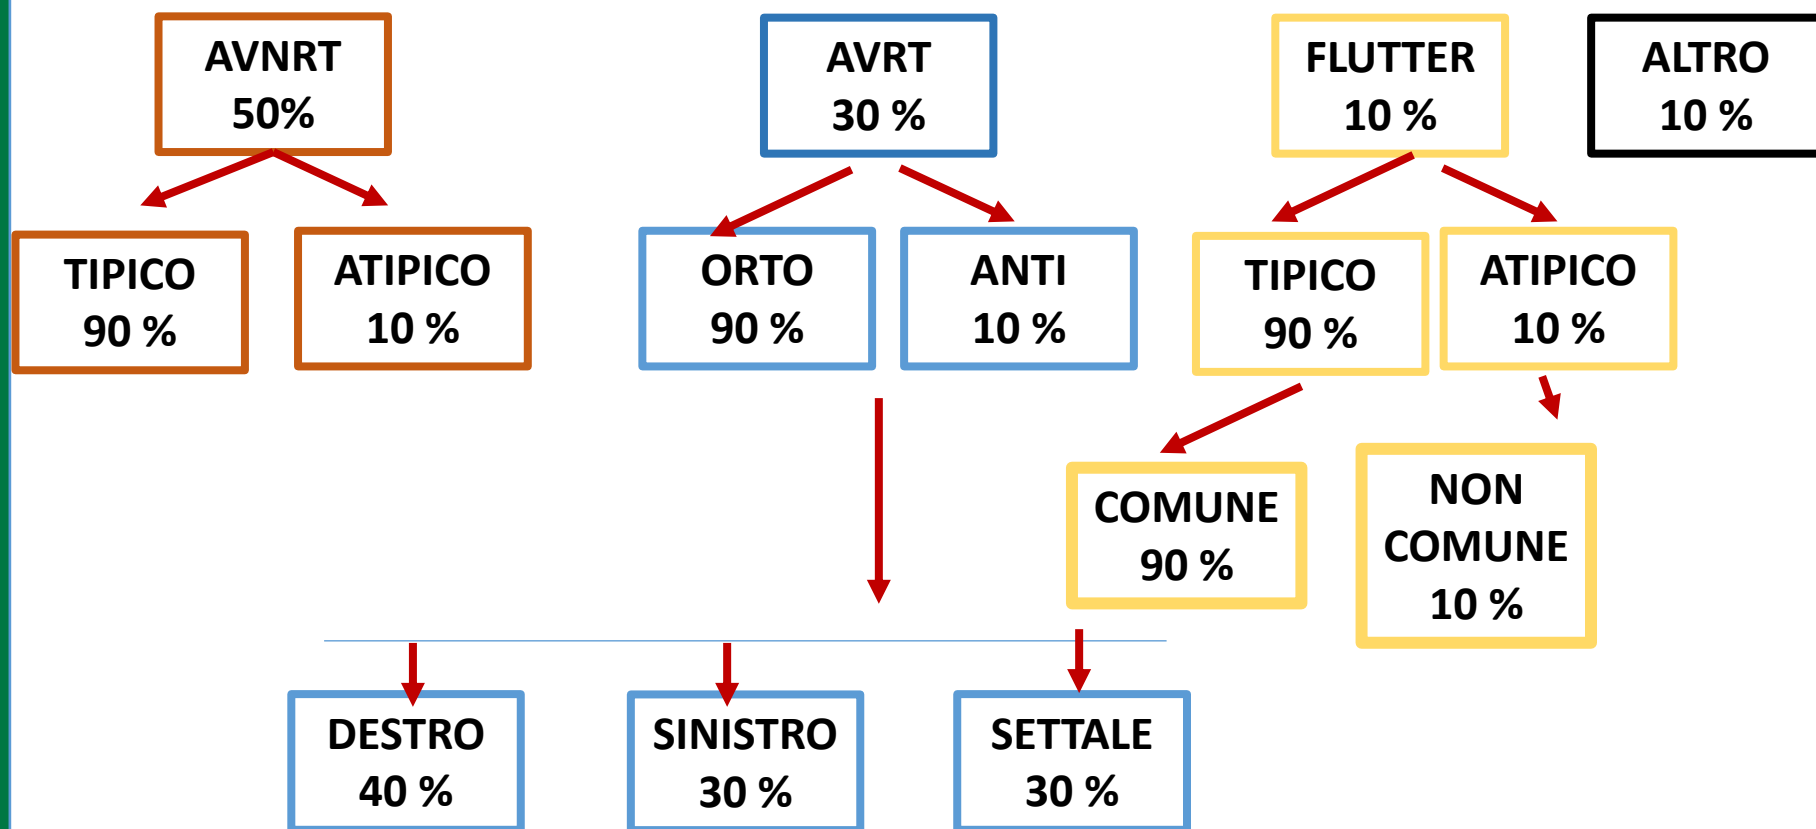 AVNRT
50%
AVRT
30 %
FLUTTER
10 %
ALTRO
10 %
TIPICO
90 %
ATIPICO
10 %
ORTO
90 %
ANTI
10 %
TIPICO
90 %
ATIPICO
10 %
COMUNE
90 %
NON
COMUNE
10 %
DESTRO
40 %
SINISTRO
30 %
SETTALE
30 %